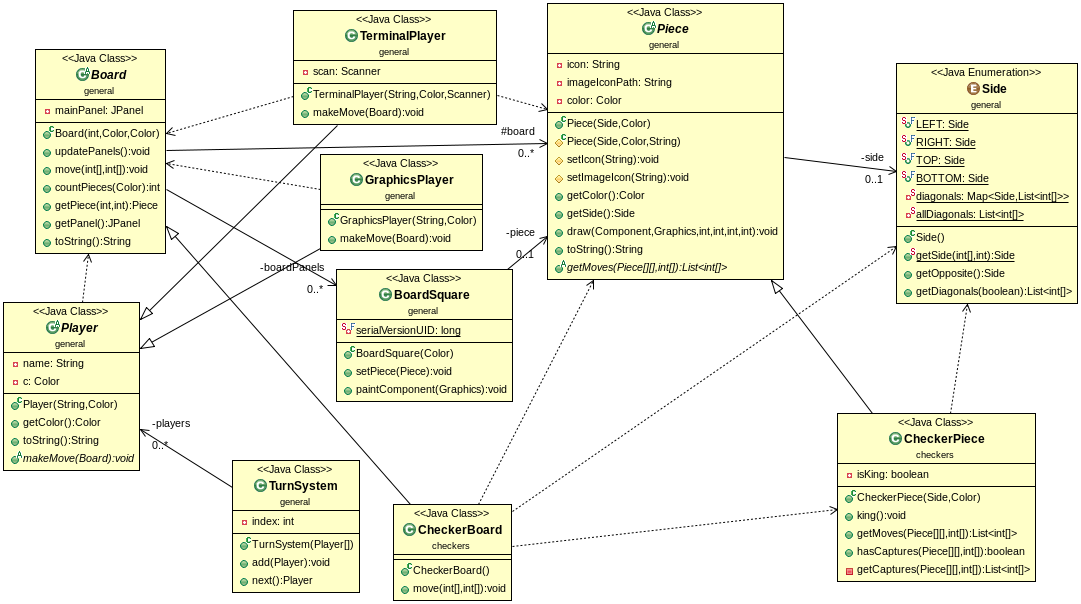 <<Java Class>>
Board
general
mainPanel: JPanel
Board(int,Color,Color)
updatePanels():void
move(int[],int[]):void
countPieces(Color):int
getPiece(int,int):Piece
getPanel():JPanel
toString():String
<<Java Class>>
TerminalPlayer
general
scan: Scanner
TerminalPlayer(String,Color,Scanner)
makeMove(Board):void
<<Java Class>>
Piece
general
icon: String
imageIconPath: String
color: Color
Piece(Side,Color)
Piece(Side,Color,String)
setIcon(String):void
setImageIcon(String):void
getColor():Color
getSide():Side
draw(Component,Graphics,int,int,int,int):void
toString():String
getMoves(Piece[][],int[]):List<int[]>
<<Java Enumeration>>
Side
general
LEFT: Side
RIGHT: Side
TOP: Side
BOTTOM: Side
diagonals: Map<Side,List<int[]>>
allDiagonals: List<int[]>
Side()
getSide(int[],int):Side
getOpposite():Side
getDiagonals(boolean):List<int[]>
#board
0..*
-side
0..1
<<Java Class>>
GraphicsPlayer
general
GraphicsPlayer(String,Color)
makeMove(Board):void
-piece
0..1
-boardPanels
0..*
<<Java Class>>
BoardSquare
general
serialVersionUID: long
BoardSquare(Color)
setPiece(Piece):void
paintComponent(Graphics):void
<<Java Class>>
Player
general
name: String
c: Color
Player(String,Color)
getColor():Color
toString():String
makeMove(Board):void
-players
0..*
<<Java Class>>
TurnSystem
general
index: int
TurnSystem(Player[])
add(Player):void
next():Player
<<Java Class>>
CheckerBoard
checkers
CheckerBoard()
move(int[],int[]):void
<<Java Class>>
CheckerPiece
checkers
isKing: boolean
CheckerPiece(Side,Color)
king():void
getMoves(Piece[][],int[]):List<int[]>
hasCaptures(Piece[][],int[]):boolean
getCaptures(Piece[][],int[]):List<int[]>